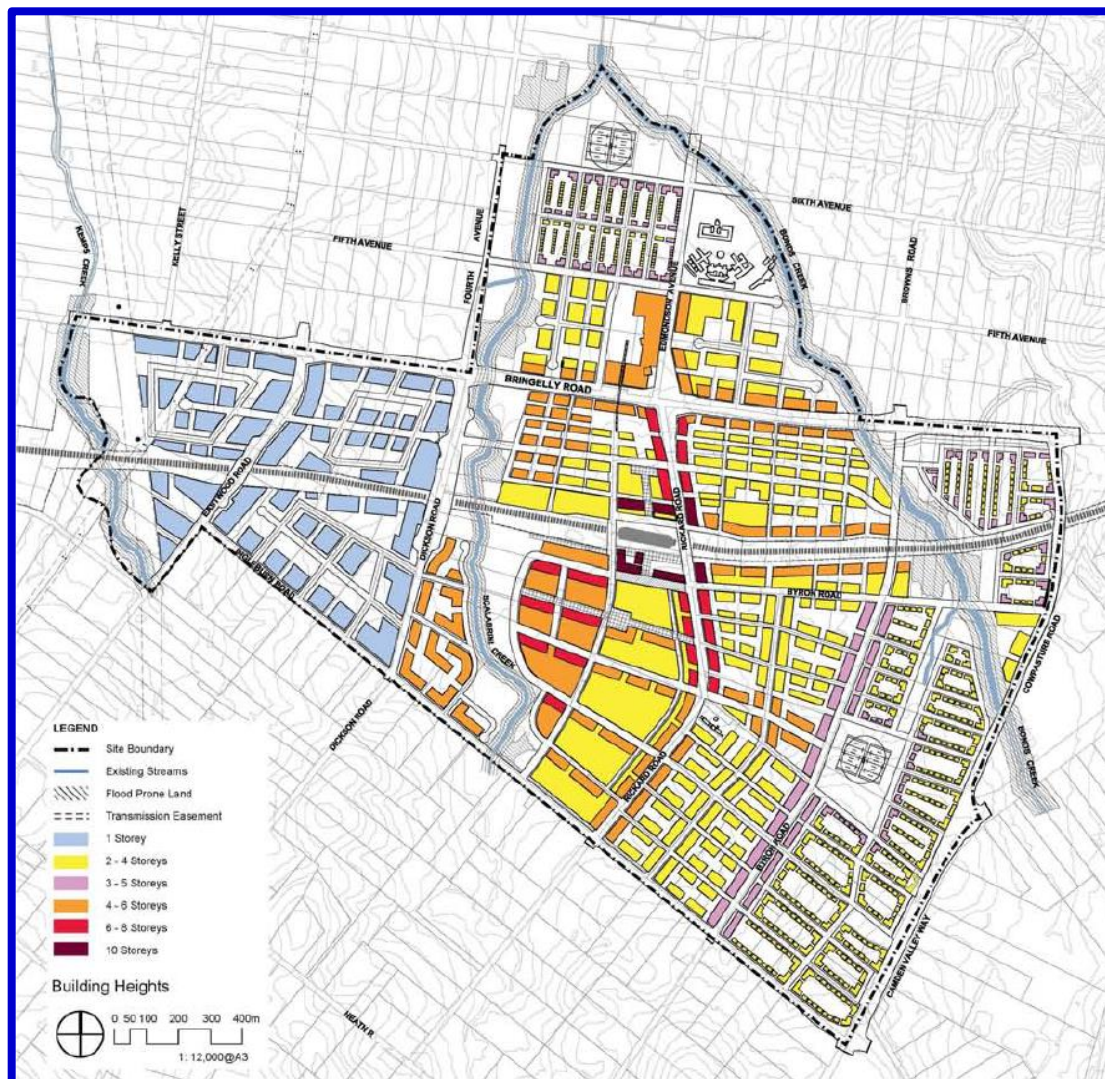 SIXTH AVENUE
KEMPS CREEK
KELLY STREET
FIFTH AVENUE
FOURTH
AVENUE
EDMONDSON AVENUE
BONDS CREEK
BROWNS ROAD
FIFTH AVENUE
BRINGELLY ROAD
EASTWOOD ROAD
DICKSON ROAD
RICKARD ROAD
BYRON ROAD
SCALABRINI CREEK
COWPASTURE ROAD
DICKSON ROAD
RICKARD ROAD
BONDS CREEK
BYRON ROAD
CAMDEN VALLEY WAY
HEATH R
LEGEND
Site Boundary
Existing Streams
Flood Prone Land
Transmission Easement
1 Storey
2 - 4 Storeys
3 - 5 Storeys
4 - 6 Storeys
6 - 8 Storeys
10 Storeys
Building Heights
0 50 100 200 300 400m
1: 12,000@A3